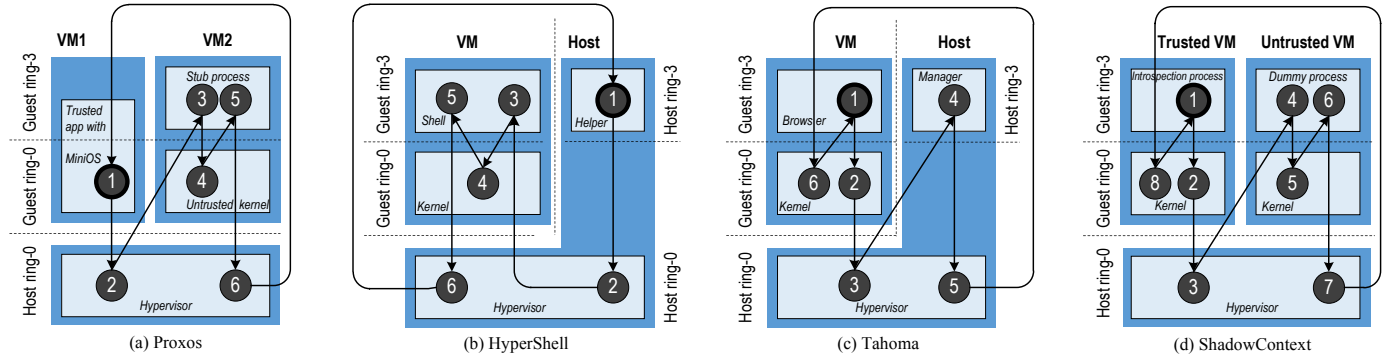 VM1
VM2
Guest ring-3
Guest ring-0
Host ring-0
Stub process
3
5
Trusted
app with
MiniOS
1
4
Untrusted kernel
2
6
Hypervisor
(a) Proxos
VM
Host
Guest ring-3
Guest ring-0
Host ring-3
Host ring-0
5
3
Shell
1
Helper
4
Kernel
6
2
Hypervisor
(b) HyperShell
VM
Host
Guest ring-3
Guest ring-0
Host ring-3
Host ring-0
1
Browser
Manager
4
6
2
Kernel
3
5
Hypervisor
(c) Tahoma
Trusted VM
Untrusted VM
Guest ring-3
Guest ring-0
Host ring-0
Introspection process
1
Dummy process
4
6
8
2
Kernel
5
Kernel
3
7
Hypervisor
(d) ShadowContext